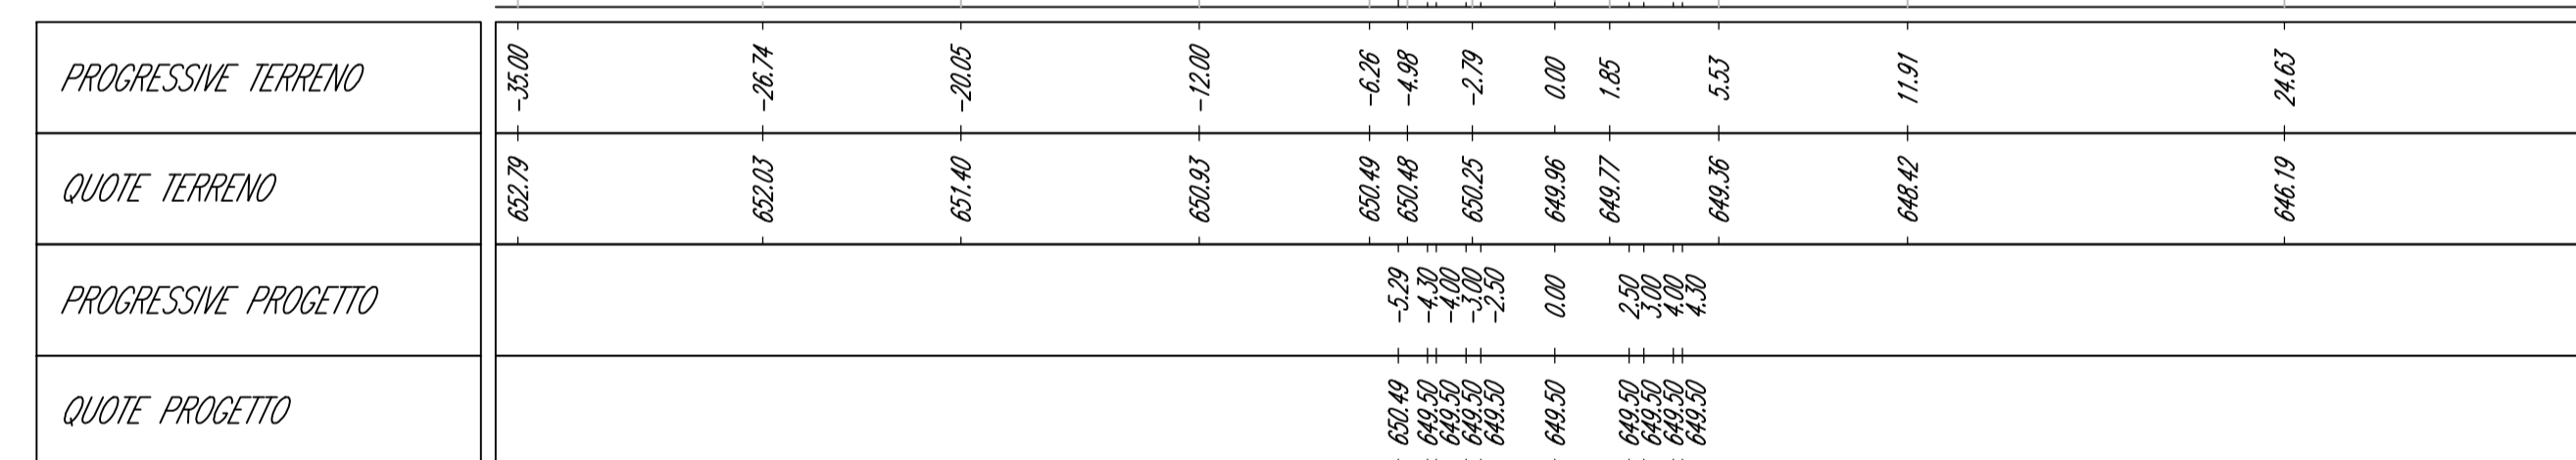 PROGRESSIVE TERRENO -35.00 -26.74 -20.05 -12.00 -6.26 -4.98 -2.79 0.00 1.85 5.53 11.91 24.63
QUOTE TERRENO 652.79 652.03 651.40 650.93 650.49 650.48 650.25 649.96 649.77 649.36 648.42 646.19
PROGRESSIVE PROGETTO -5.29 -4.30 -4.00 -3.00 -2.50 0.00 2.50 3.00 4.00 4.30
QUOTE PROGETTO 650.49 649.50 649.50 649.50 649.50 649.50 649.50 649.50 649.50 649.50